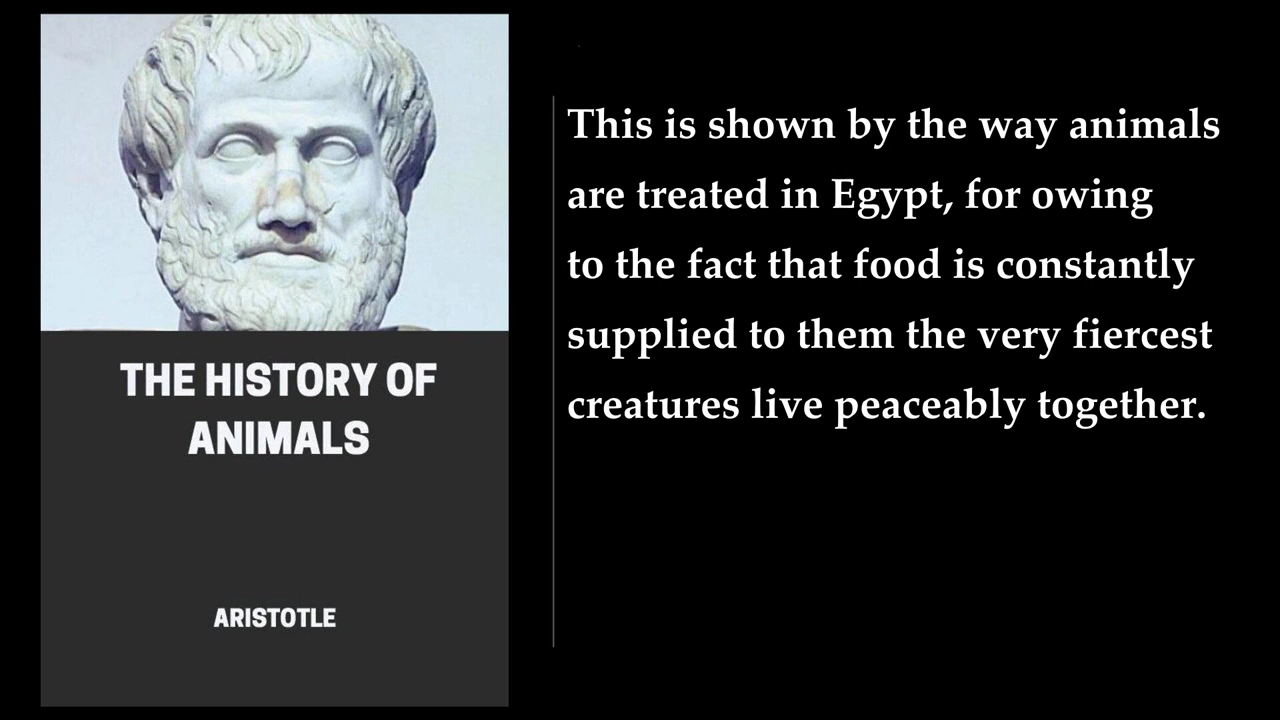 THE HISTORY OF
ANIMALS
ARISTOTLE
This is shown by the way animals
are treated in Egypt, for owing
to the fact that food is constantly
supplied to them the very fiercest
creatures live peaceably together.